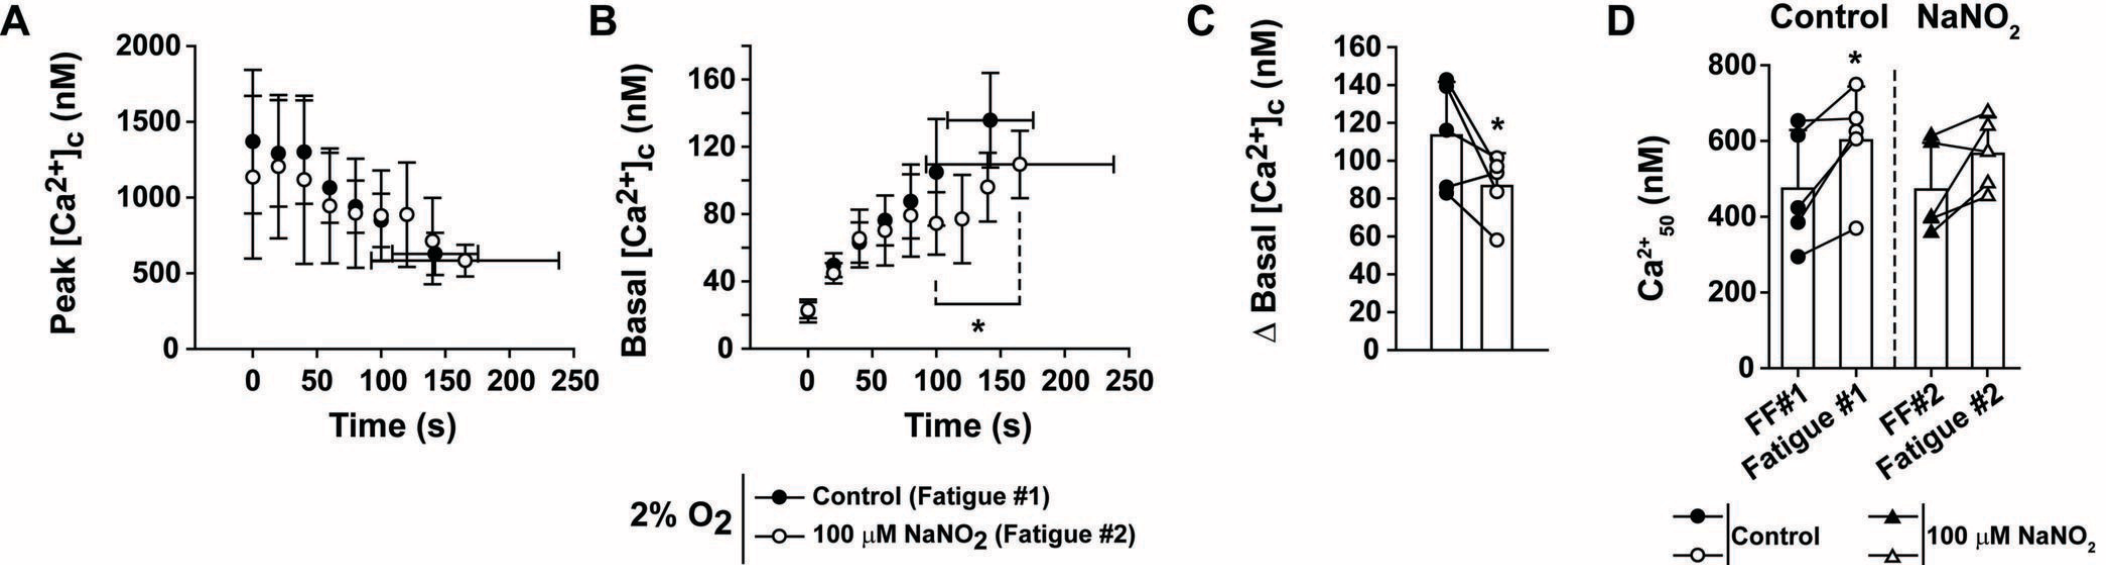 A
Peak [Ca²⁺]c (nM)
2000
1500
1000
500
0
0 50 100 150 200 250
Time (s)
B
Basal [Ca²⁺]c (nM)
160
120
80
40
0
*
0 50 100 150 200 250
Time (s)
2% O₂
Control (Fatigue #1)
100 µM NaNO₂ (Fatigue #2)
C
Δ Basal [Ca²⁺]c (nM)
160
140
120
100
80
60
40
20
0
*
D
Control NaNO₂
Ca²⁺₅₀ (nM)
800
600
400
200
0
*
FF#1
Fatigue #1
FF#2
Fatigue #2
Control
100 µM NaNO₂